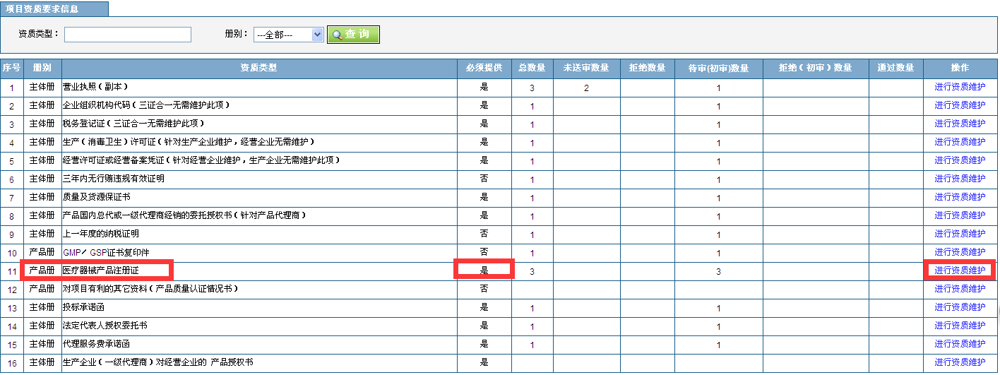 项目资质要求信息
资质类型： 册别： ---全部--- 查 询
序号 册别 资质类型 必须提供 总数量 未送审数量 拒绝数量 待审(初审)数量 拒绝（初审）数量 通过数量 操作
1 主体册 营业执照（副本） 是 3 2 1 进行资质维护
2 主体册 企业组织机构代码（三证合一无需维护此项） 是 1 1 进行资质维护
3 主体册 税务登记证（三证合一无需维护此项） 是 1 1 进行资质维护
4 主体册 生产（消毒卫生）许可证（针对生产企业维护，经营企业无需维护） 是 1 1 进行资质维护
5 主体册 经营许可证或经营备案凭证（针对经营企业维护，生产企业无需维护此项） 是 1 1 进行资质维护
6 主体册 三年内无行贿违规有效证明 否 1 1 进行资质维护
7 主体册 质量及货源保证书 是 1 1 进行资质维护
8 主体册 产品国内总代或一级代理商经销的委托授权书（针对产品代理商） 是 1 1 进行资质维护
9 主体册 上一年度的纳税证明 否 1 1 进行资质维护
10 产品册 GMP／GSP证书复印件 否 1 1 进行资质维护
11 产品册 医疗器械产品注册证 是 3 3 进行资质维护
12 产品册 对项目有利的其它资料（产品质量认证情况书） 否 进行资质维护
13 主体册 投标承诺函 是 1 1 进行资质维护
14 主体册 法定代表人授权委托书 是 1 1 进行资质维护
15 主体册 代理服务费承诺函 是 1 1 进行资质维护
16 主体册 生产企业（一级代理商）对经营企业的 产品授权书 是 进行资质维护